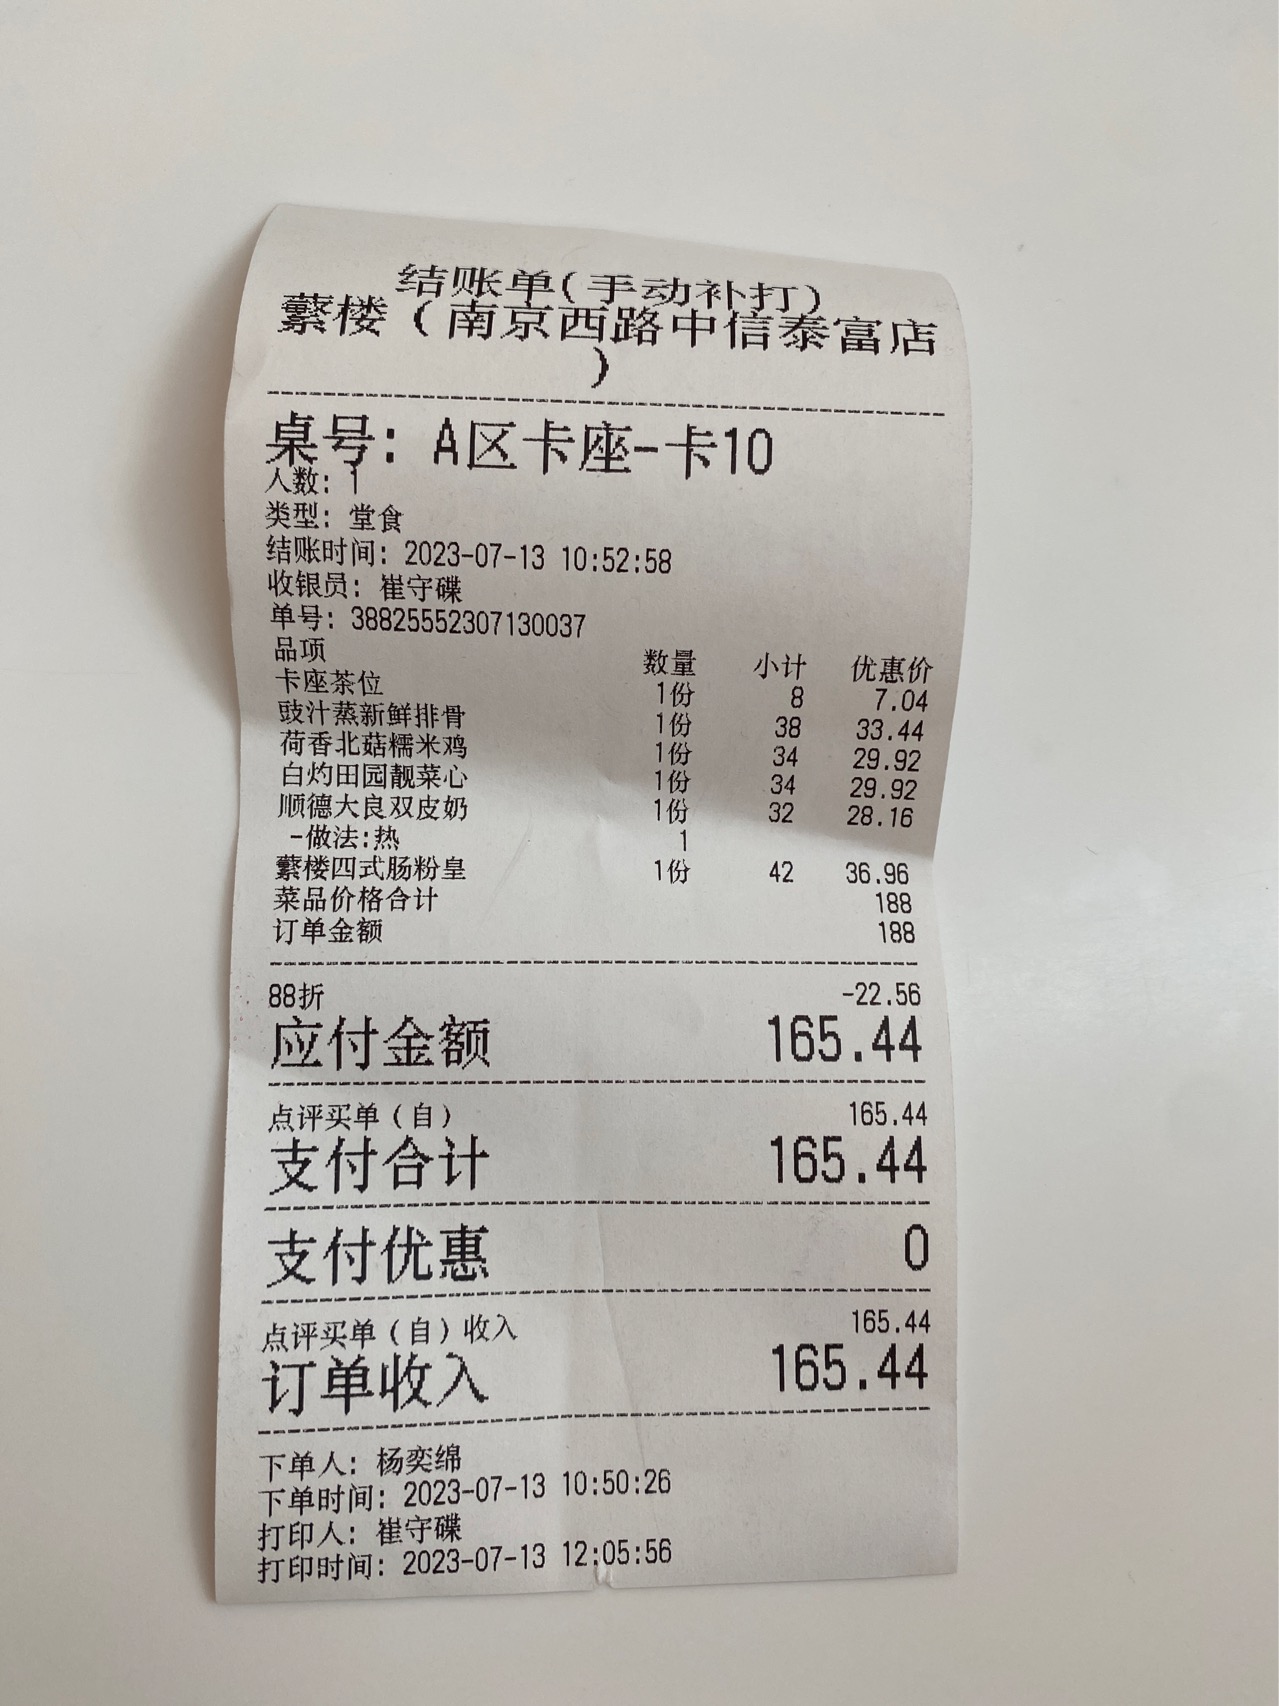 结账单(手动补打)
蘩楼（南京西路中信泰富店
）
桌号: A区卡座-卡10
人数: 1
类型: 堂食
结账时间: 2023-07-13 10:52:58
收银员: 崔守碟
单号: 388255552307130037
品项 数量 小计 优惠价
卡座茶位 1份 8 7.04
豉汁蒸新鲜排骨 1份 38 33.44
荷香北菇糯米鸡 1份 34 29.92
白灼田园靓菜心 1份 34 29.92
顺德大良双皮奶 1份 32 28.16
-做法:热 1
蘩楼四式肠粉皇 1份 42 36.96
菜品价格合计 188
订单金额 188
88折 -22.56
应付金额 165.44
点评买单（自） 165.44
支付合计 165.44
支付优惠 0
点评买单（自）收入 165.44
订单收入 165.44
下单人: 杨奕绵
下单时间: 2023-07-13 10:50:26
打印人: 崔守碟
打印时间: 2023-07-13 12:05:56